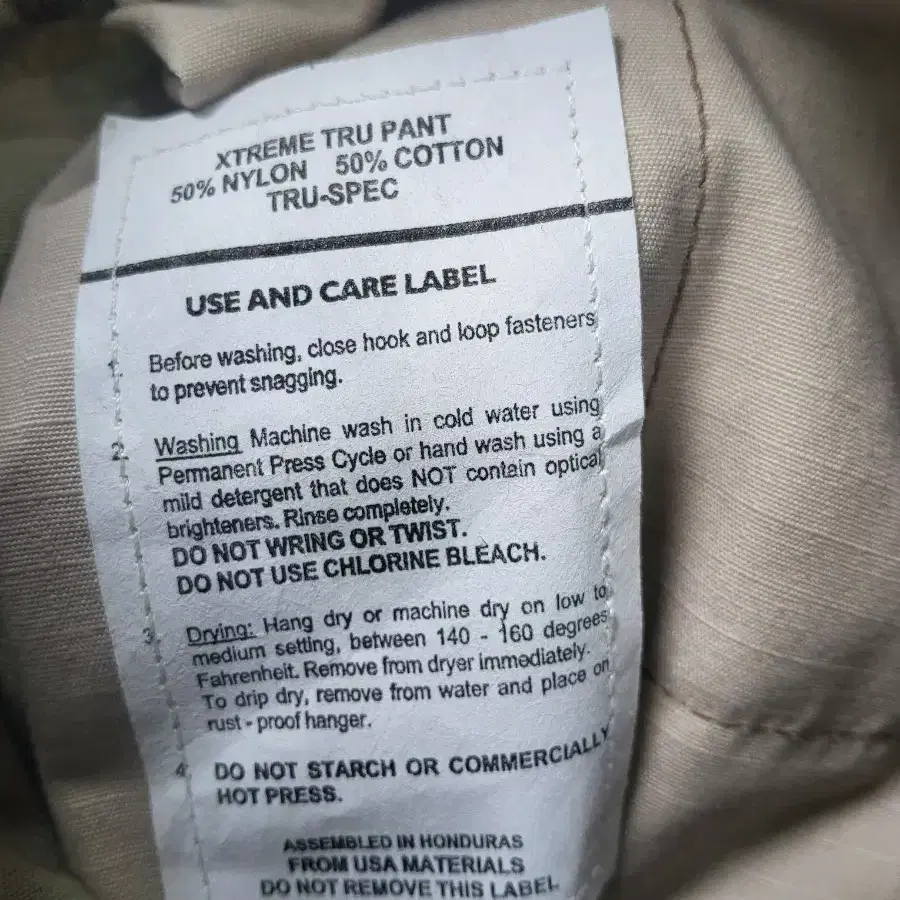 XTREME TRU PANT
50% NYLON 50% COTTON
TRU-SPEC
USE AND CARE LABEL
1. Before washing, close hook and loop fasteners
to prevent snagging.
2. Washing Machine wash in cold water using
Permanent Press Cycle or hand wash using a
mild detergent that does NOT contain optical
brighteners. Rinse completely.
DO NOT WRING OR TWIST.
DO NOT USE CHLORINE BLEACH.
3. Drying: Hang dry or machine dry on low to
medium setting, between 140 - 160 degrees
Fahrenheit. Remove from dryer immediately.
To drip dry, remove from water and place on
rust - proof hanger.
4. DO NOT STARCH OR COMMERCIALLY
HOT PRESS.
ASSEMBLED IN HONDURAS
FROM USA MATERIALS
DO NOT REMOVE THIS LABEL